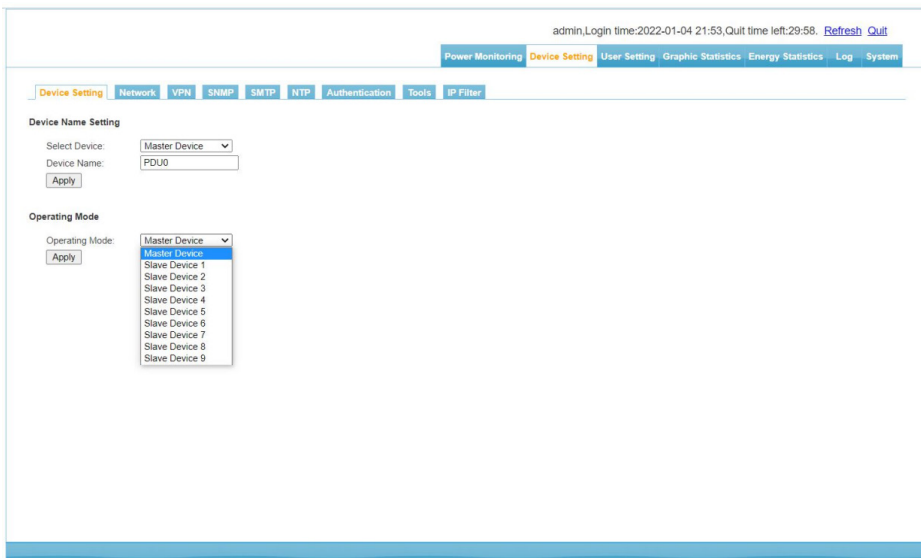 admin,Login time:2022-01-04 21:53,Quit time left:29:58. Refresh Quit
Power Monitoring Device Setting User Setting Graphic Statistics Energy Statistics Log System
Device Setting Network VPN SNMP SMTP NTP Authentication Tools IP Filter
Device Name Setting
Select Device: Master Device
Device Name: PDU0
Apply
Operating Mode
Operating Mode: Master Device
Apply
Master Device
Slave Device 1
Slave Device 2
Slave Device 3
Slave Device 4
Slave Device 5
Slave Device 6
Slave Device 7
Slave Device 8
Slave Device 9